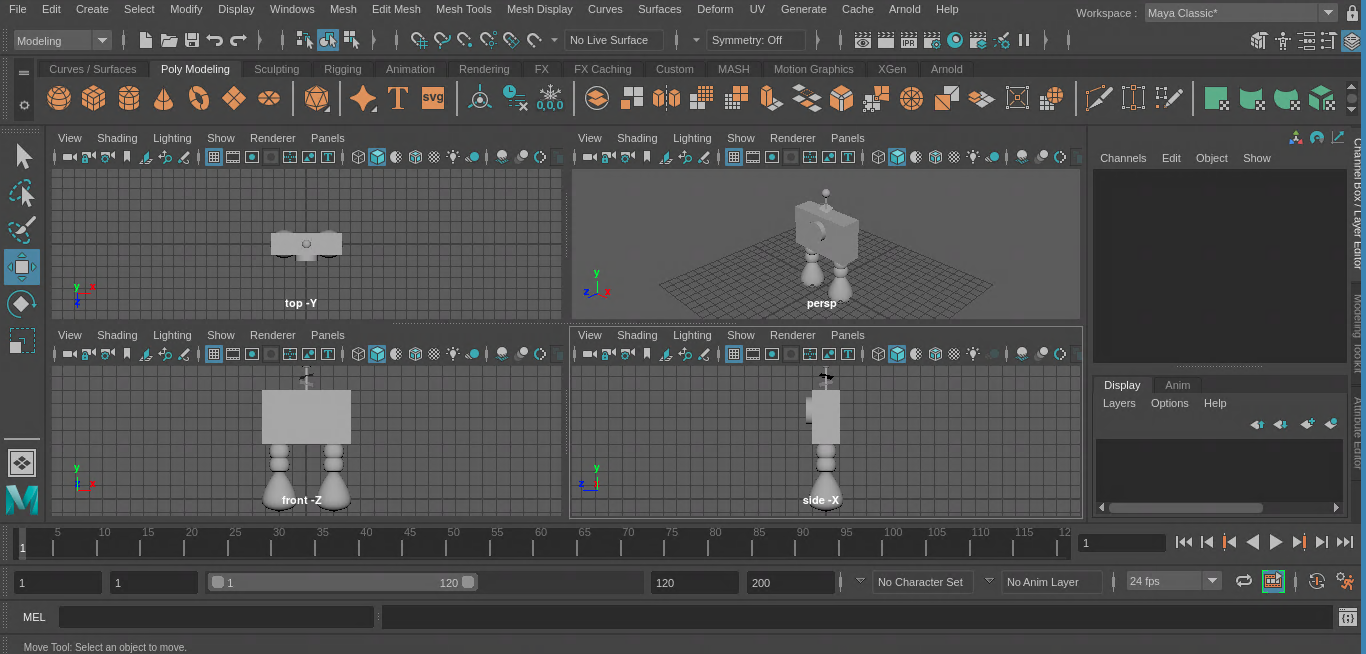 File Edit Create Select Modify Display Windows Mesh Edit Mesh Mesh Tools Mesh Display Curves Surfaces Deform UV Generate Cache Arnold Help
Workspace : Maya Classic*
Modeling No Live Surface Symmetry: Off IPR
Curves / Surfaces Poly Modeling Sculpting Rigging Animation Rendering FX FX Caching Custom MASH Motion Graphics XGen Arnold
T svg 0,0,0
View Shading Lighting Show Renderer Panels
T
y x z
top -Y
View Shading Lighting Show Renderer Panels
T
y z x
persp
View Shading Lighting Show Renderer Panels
T
y z x
front -Z
View Shading Lighting Show Renderer Panels
T
y z x
side -X
Channels Edit Object Show
Channel Box / Layer Editor
Modeling Toolkit
Attribute Editor
Display Anim
Layers Options Help
M
1 5 10 15 20 25 30 35 40 45 50 55 60 65 70 75 80 85 90 95 100 105 110 115 12
1
1 1 1 120 120 200 No Character Set No Anim Layer 24 fps
MEL
Move Tool: Select an object to move.